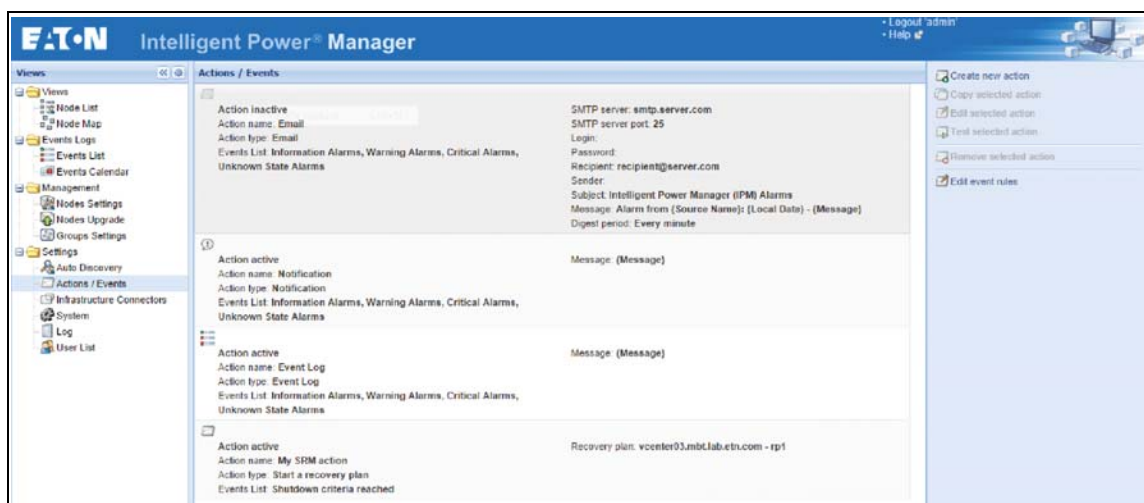 EATON
Intelligent Power® Manager
• Logout 'admin'
• Help
Views
Views
Node List
Node Map
Events Logs
Events List
Events Calendar
Management
Nodes Settings
Nodes Upgrade
Groups Settings
Settings
Auto Discovery
Actions / Events
Infrastructure Connectors
System
Log
User List
Actions / Events
Action inactive
Action name: Email
Action type: Email
Events List: Information Alarms, Warning Alarms, Critical Alarms,
Unknown State Alarms
SMTP server: smtp.server.com
SMTP server port: 25
Login:
Password:
Recipient: recipient@server.com
Sender:
Subject: Intelligent Power Manager (IPM) Alarms
Message: Alarm from {Source Name}: {Local Date} - {Message}
Digest period: Every minute
Action active
Action name: Notification
Action type: Notification
Events List: Information Alarms, Warning Alarms, Critical Alarms,
Unknown State Alarms
Message: {Message}
Action active
Action name: Event Log
Action type: Event Log
Events List: Information Alarms, Warning Alarms, Critical Alarms,
Unknown State Alarms
Message: {Message}
Action active
Action name: My SRM action
Action type: Start a recovery plan
Events List: Shutdown criteria reached
Recovery plan: vcenter03.mbt.lab.etn.com - rp1
Create new action
Copy selected action
Edit selected action
Test selected action
Remove selected action
Edit event rules